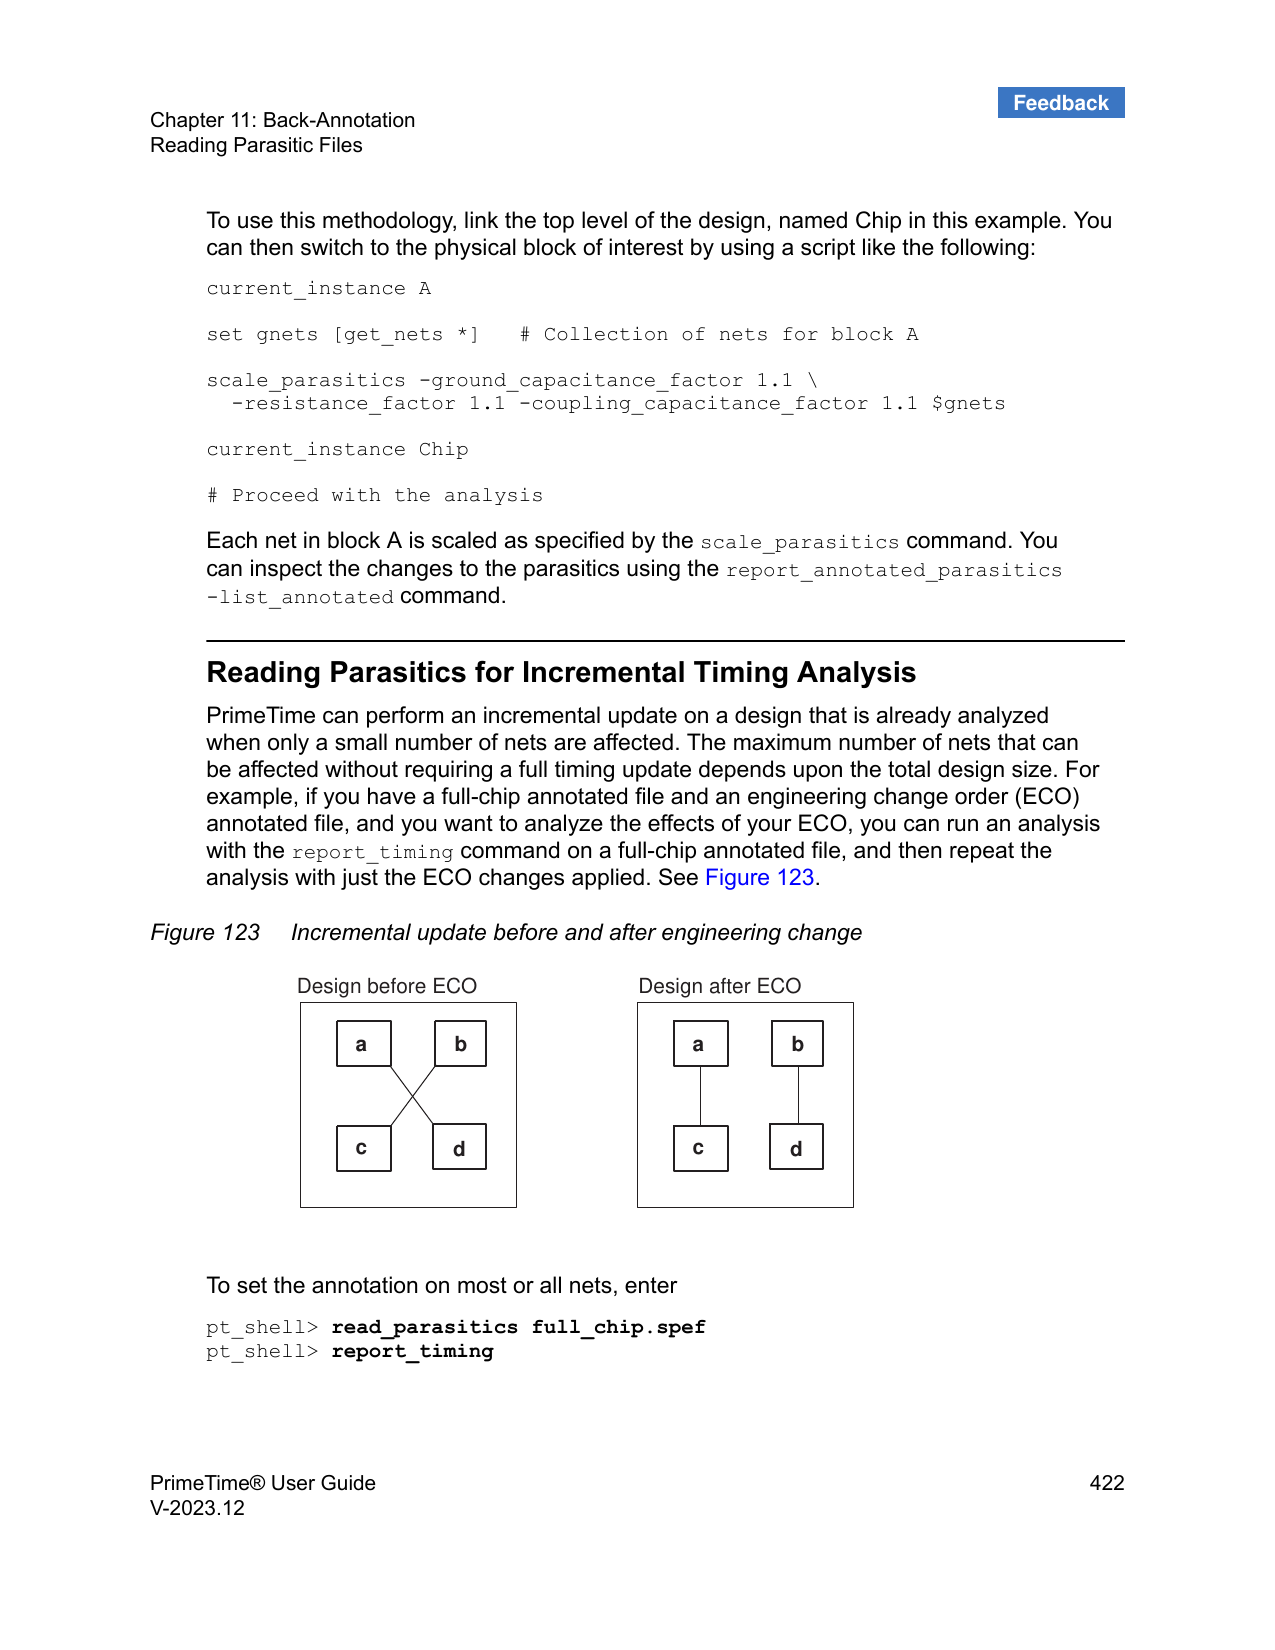 Feedback
Chapter 11: Back-Annotation
Reading Parasitic Files
To use this methodology, link the top level of the design, named Chip in this example. You
can then switch to the physical block of interest by using a script like the following:
current_instance A
set gnets [get_nets *]   # Collection of nets for block A
scale_parasitics -ground_capacitance_factor 1.1 \
  -resistance_factor 1.1 -coupling_capacitance_factor 1.1 $gnets
current_instance Chip
# Proceed with the analysis
Each net in block A is scaled as specified by the scale_parasitics command. You
can inspect the changes to the parasitics using the report_annotated_parasitics
-list_annotated command.
Reading Parasitics for Incremental Timing Analysis
PrimeTime can perform an incremental update on a design that is already analyzed
when only a small number of nets are affected. The maximum number of nets that can
be affected without requiring a full timing update depends upon the total design size. For
example, if you have a full-chip annotated file and an engineering change order (ECO)
annotated file, and you want to analyze the effects of your ECO, you can run an analysis
with the report_timing command on a full-chip annotated file, and then repeat the
analysis with just the ECO changes applied. See Figure 123.
Figure 123 Incremental update before and after engineering change
Design before ECO
a b
c d
Design after ECO
a b
c d
To set the annotation on most or all nets, enter
pt_shell> read_parasitics full_chip.spef
pt_shell> report_timing
PrimeTime® User Guide 422
V-2023.12